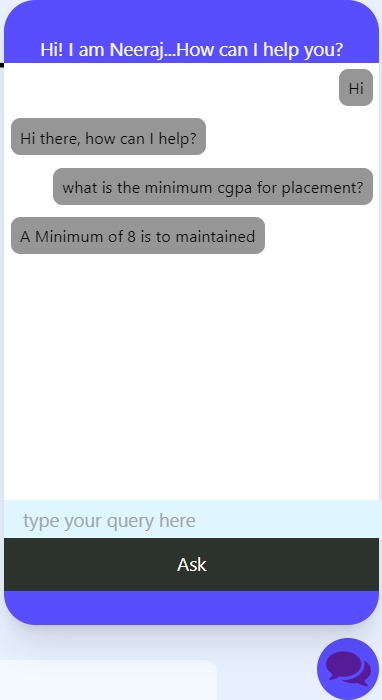 Hi! I am Neeraj...How can I help you?
Hi
Hi there, how can I help?
what is the minimum cgpa for placement?
A Minimum of 8 is to maintained
type your query here
Ask